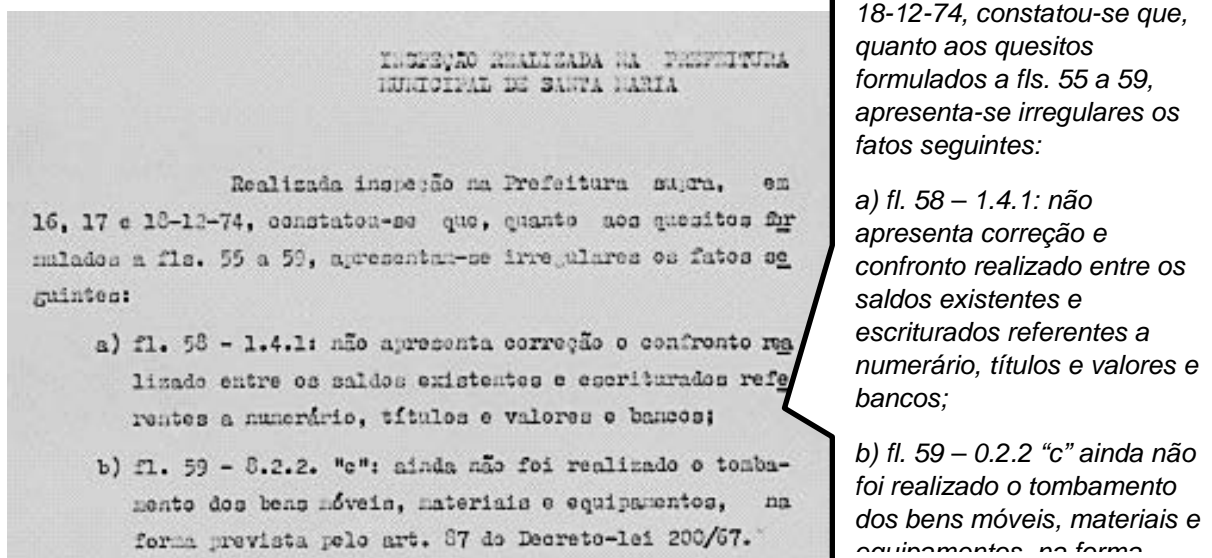 INSPEÇÃO REALIZADA NA PREFEITURA
MUNICIPAL DE SANTA MARIA
Realizada inspeção na Prefeitura supra, em
16, 17 e 18-12-74, constatou-se que, quanto aos quesitos for
mulados a fls. 55 a 59, apresentam-se irregulares os fatos se
guintes:
a) fl. 58 - 1.4.1: não apresenta correção o confronto rea
lizado entre os saldos existentes e escriturados refe
rentes a numerário, títulos e valores e bancos;
b) fl. 59 - 8.2.2. "c": ainda não foi realizado o tomba-
mento dos bens móveis, materiais e equipamentos, na
forma prevista pelo art. 87 do Decreto-lei 200/67.
18-12-74, constatou-se que,
quanto aos quesitos
formulados a fls. 55 a 59,
apresenta-se irregulares os
fatos seguintes:
a) fl. 58 – 1.4.1: não
apresenta correção e
confronto realizado entre os
saldos existentes e
escriturados referentes a
numerário, títulos e valores e
bancos;
b) fl. 59 – 0.2.2 “c” ainda não
foi realizado o tombamento
dos bens móveis, materiais e
equipamentos, na forma